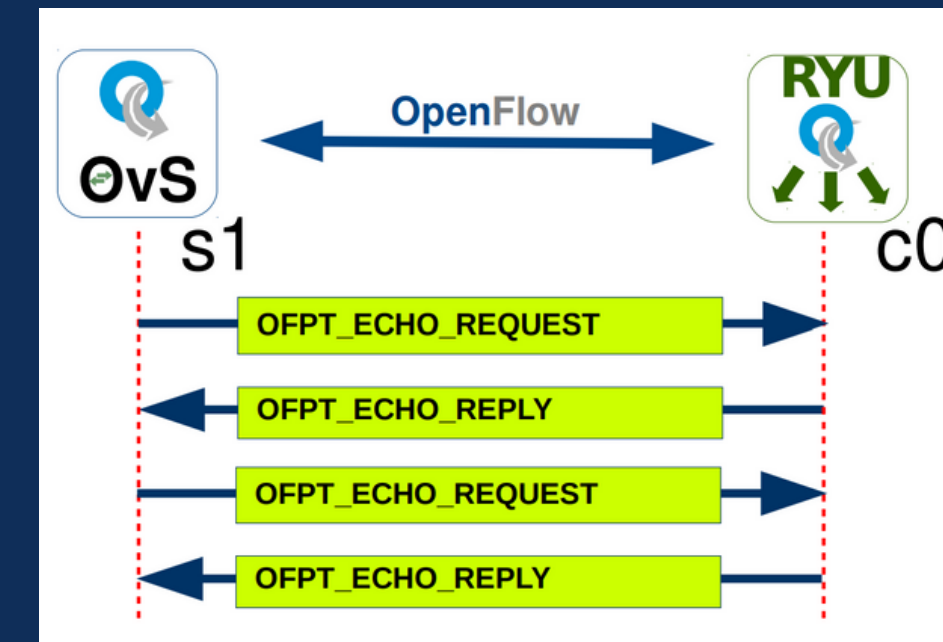 RYU
OpenFlow
OvS
s1
c0
OFPT_ECHO_REQUEST
OFPT_ECHO_REPLY
OFPT_ECHO_REQUEST
OFPT_ECHO_REPLY